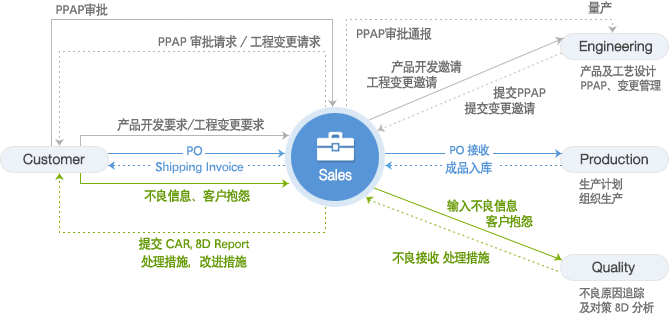 量产
PPAP审批
PPAP审批通报
PPAP 审批请求 / 工程变更请求
Engineering
产品开发邀请
工程变更邀请
产品及工艺设计
PPAP、变更管理
提交PPAP
提交变更邀请
产品开发要求/工程变更要求
PO
PO 接收
Customer
Shipping Invoice
Sales
成品入库
Production
生产计划
组织生产
不良信息、客户抱怨
输入不良信息
客户抱怨
提交 CAR, 8D Report
处理措施，改进措施
不良接收 处理措施
Quality
不良原因追踪
及对策 8D 分析